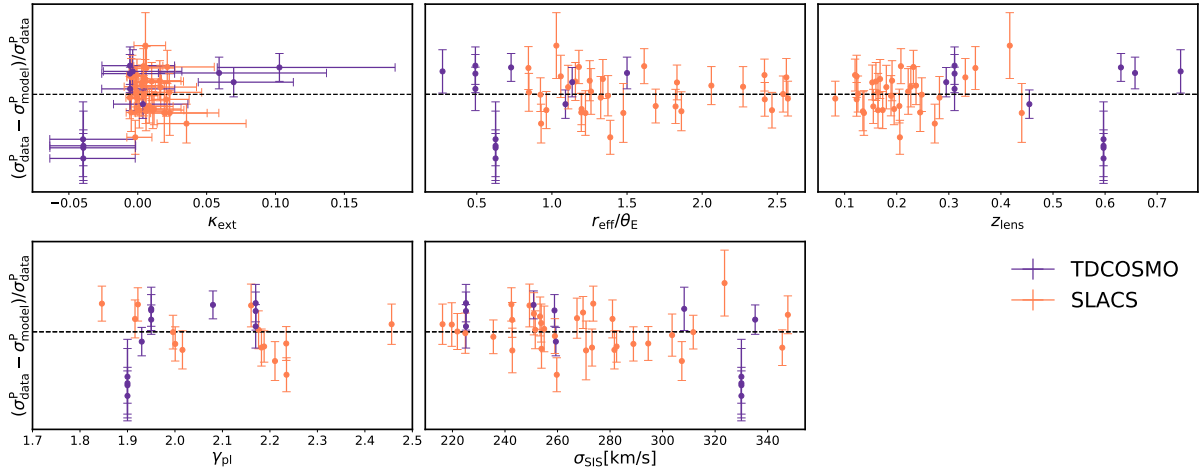 (σ^P_data − σ^P_model)/σ^P_data
−0.05 0.00 0.05 0.10 0.15
κ_ext
0.5 1.0 1.5 2.0 2.5
r_eff/θ_E
0.1 0.2 0.3 0.4 0.5 0.6 0.7
z_lens
(σ^P_data − σ^P_model)/σ^P_data
1.7 1.8 1.9 2.0 2.1 2.2 2.3 2.4 2.5
γ_pl
220 240 260 280 300 320 340
σ_SIS[km/s]
TDCOSMO
SLACS